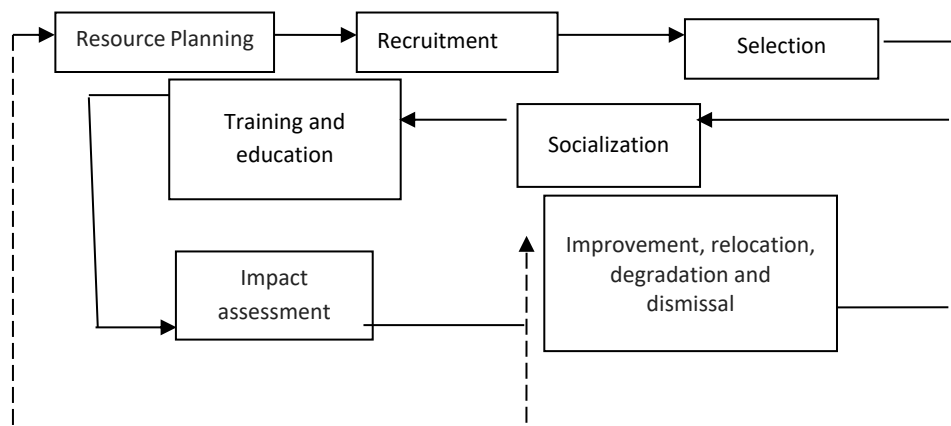 Resource Planning
Recruitment
Selection
Training and
education
Socialization
Improvement, relocation,
degradation and
dismissal
Impact
assessment